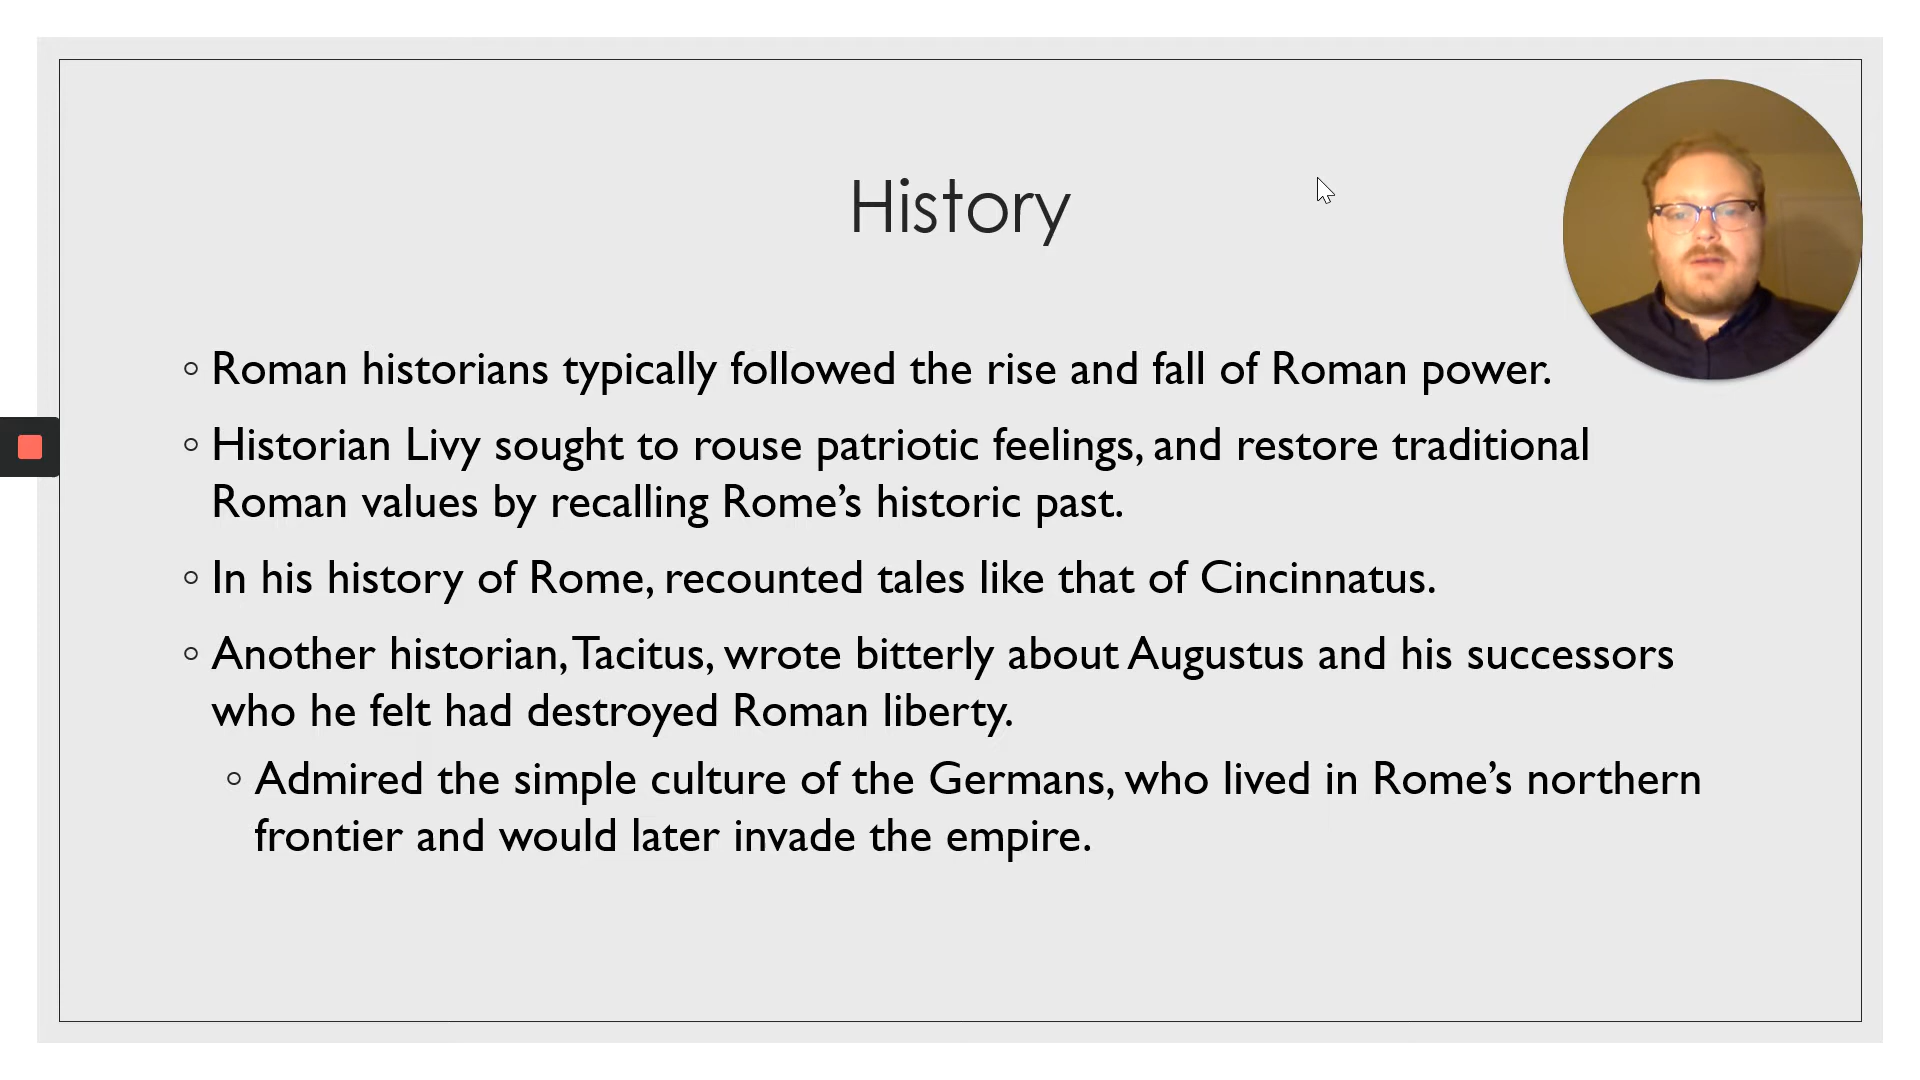 History
Roman historians typically followed the rise and fall of Roman power.
Historian Livy sought to rouse patriotic feelings, and restore traditional
Roman values by recalling Rome’s historic past.
In his history of Rome, recounted tales like that of Cincinnatus.
Another historian, Tacitus, wrote bitterly about Augustus and his successors
who he felt had destroyed Roman liberty.
Admired the simple culture of the Germans, who lived in Rome’s northern
frontier and would later invade the empire.